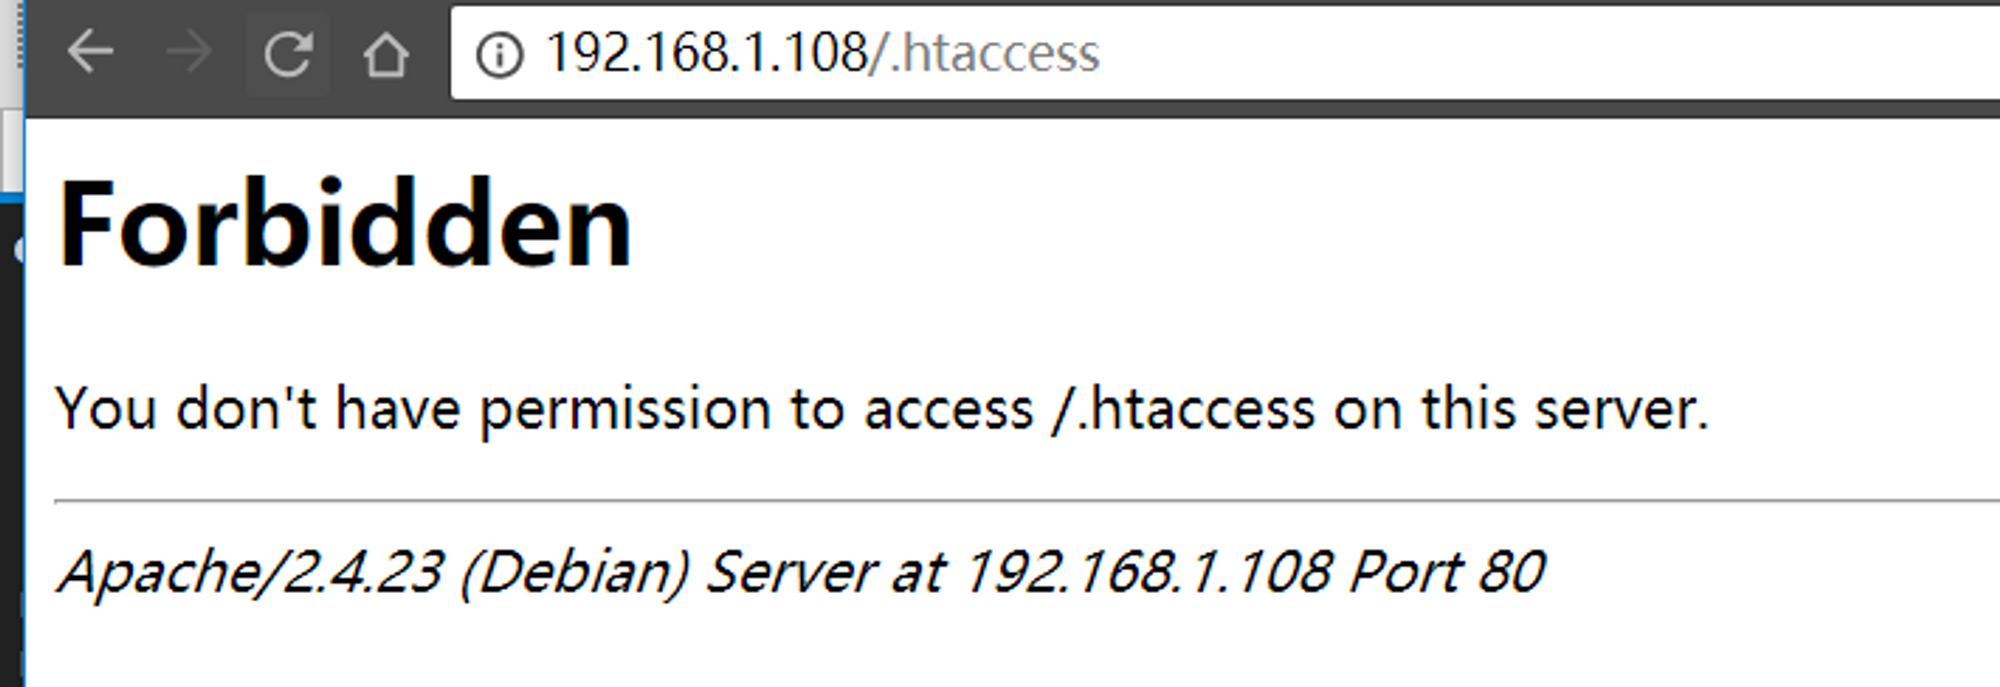 192.168.1.108/.htaccess
Forbidden
You don't have permission to access /.htaccess on this server.
Apache/2.4.23 (Debian) Server at 192.168.1.108 Port 80